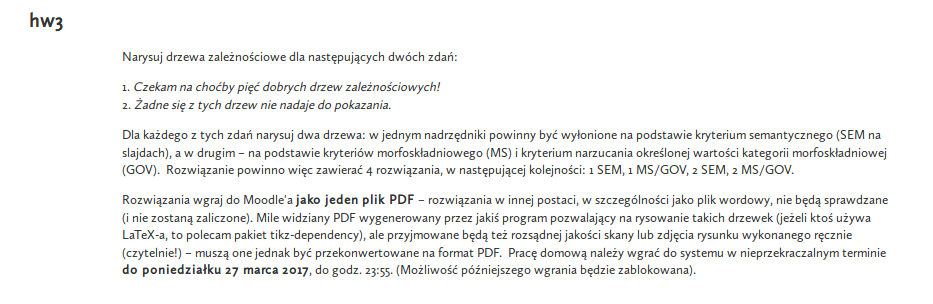 hw3
Narysuj drzewa zależnościowe dla następujących dwóch zdań:
1. Czekam na choćby pięć dobrych drzew zależnościowych!
2. Żadne się z tych drzew nie nadaje do pokazania.
Dla każdego z tych zdań narysuj dwa drzewa: w jednym nadrzędniki powinny być wyłonione na podstawie kryterium semantycznego (SEM na
slajdach), a w drugim – na podstawie kryteriów morfoskładniowego (MS) i kryterium narzucania określonej wartości kategorii morfoskładniowej
(GOV). Rozwiązanie powinno więc zawierać 4 rozwiązania, w następującej kolejności: 1 SEM, 1 MS/GOV, 2 SEM, 2 MS/GOV.
Rozwiązania wgraj do Moodle'a jako jeden plik PDF – rozwiązania w innej postaci, w szczególności jako plik wordowy, nie będą sprawdzane
(i nie zostaną zaliczone). Mile widziany PDF wygenerowany przez jakiś program pozwalający na rysowanie takich drzewek (jeżeli ktoś używa
LaTeX-a, to polecam pakiet tikz-dependency), ale przyjmowane będą też rozsądnej jakości skany lub zdjęcia rysunku wykonanego ręcznie
(czytelnie!) – muszą one jednak być przekonwertowane na format PDF. Pracę domową należy wgrać do systemu w nieprzekraczalnym terminie
do poniedziałku 27 marca 2017, do godz. 23:55. (Możliwość późniejszego wgrania będzie zablokowana).